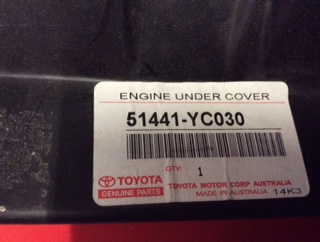 ENGINE UNDER COVER
51441-YC030
QTY: 1
TOYOTA
GENUINE PARTS
TOYOTA MOTOR CORP AUSTRALIA
MADE IN AUSTRALIA 14K3